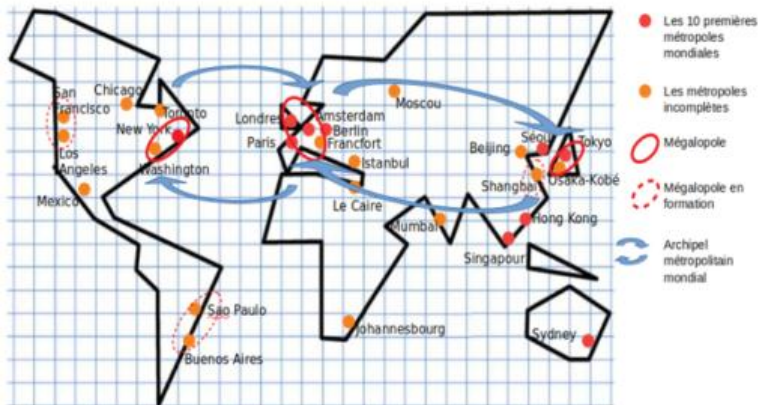 San
Francisco
Chicago
Toronto
New York
Los
Angeles
Washington
Mexico
Sao Paulo
Buenos Aires
Londres
Amsterdam
Berlin
Paris
Francfort
Moscou
Istanbul
Le Caire
Johannesbourg
Mumbai
Beijing
Séoul
Tokyo
Shanghai
Osaka-Kobé
Hong Kong
Singapour
Sydney
Les 10 premières
métropoles
mondiales
Les métropoles
incomplètes
Mégalopole
Mégalopole en
formation
Archipel
métropolitain
mondial